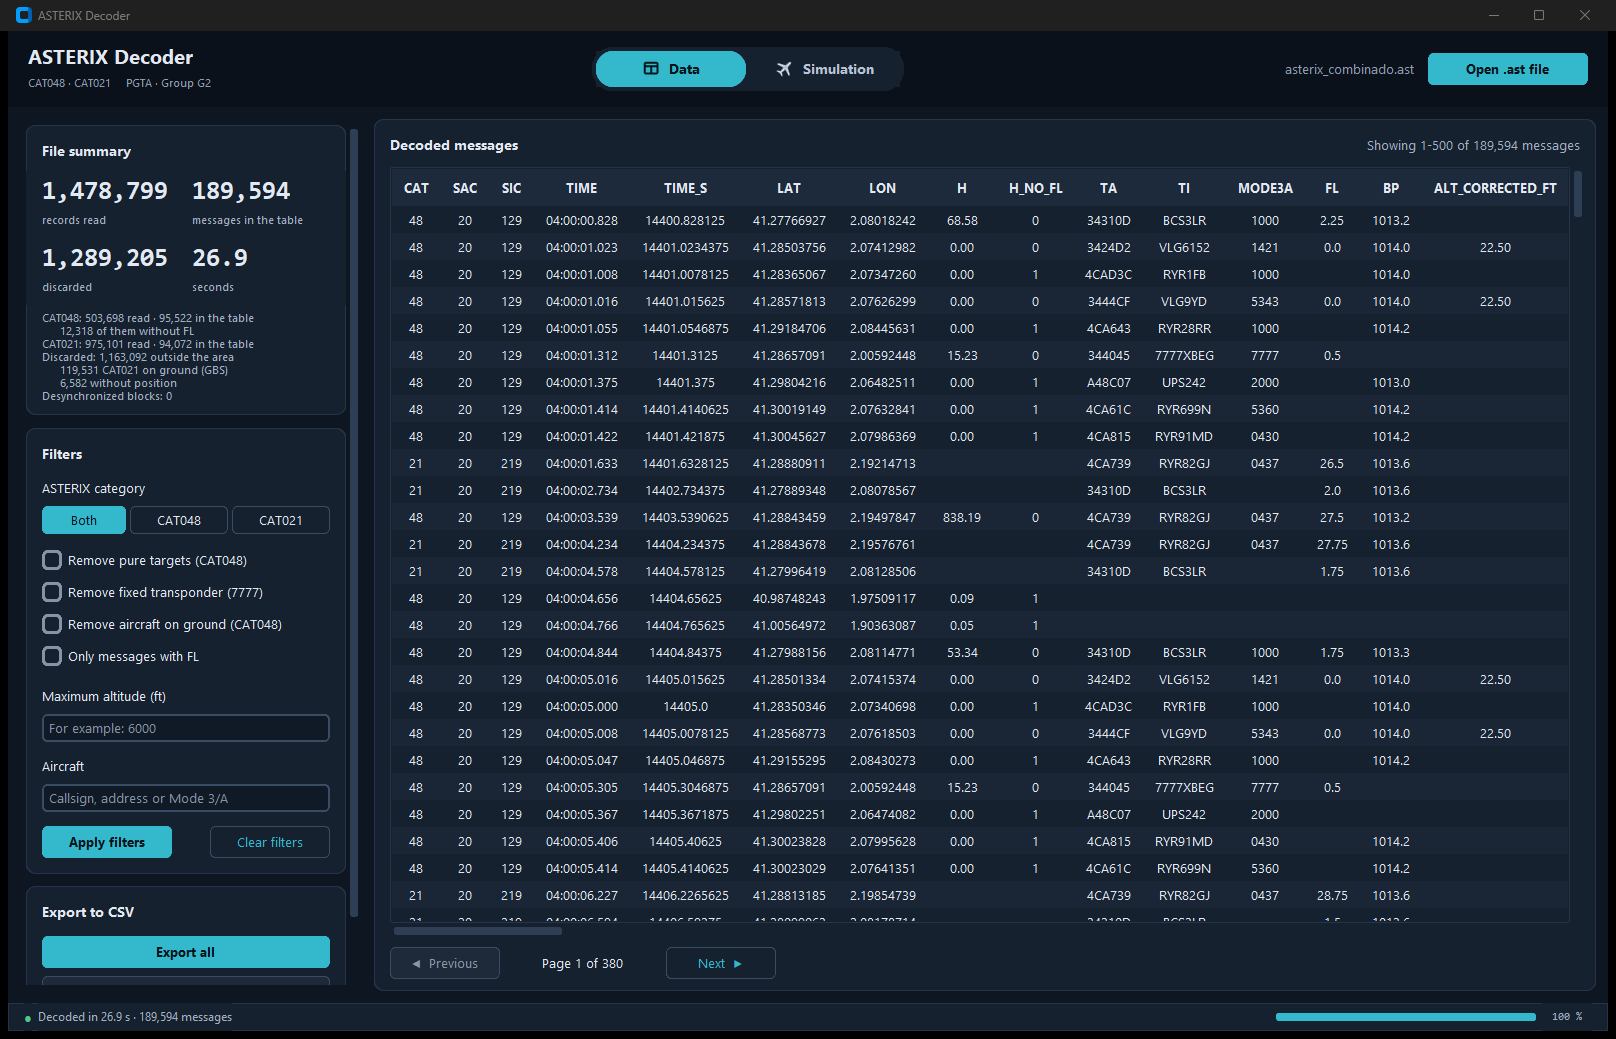 ASTERIX Decoder
ASTERIX Decoder
CAT048 · CAT021 PGTA · Group G2
Data
Simulation
asterix_combinado.ast
Open .ast file
File summary
1,478,799 189,594
records read messages in the table
1,289,205 26.9
discarded seconds
CAT048: 503,698 read · 95,522 in the table
12,318 of them without FL
CAT021: 975,101 read · 94,072 in the table
Discarded: 1,163,092 outside the area
119,531 CAT021 on ground (GBS)
6,582 without position
Desynchronized blocks: 0
Filters
ASTERIX category
Both CAT048 CAT021
Remove pure targets (CAT048)
Remove fixed transponder (7777)
Remove aircraft on ground (CAT048)
Only messages with FL
Maximum altitude (ft)
For example: 6000
Aircraft
Callsign, address or Mode 3/A
Apply filters Clear filters
Export to CSV
Export all
Decoded messages
Showing 1-500 of 189,594 messages
CAT SAC SIC TIME TIME_S LAT LON H H_NO_FL TA TI MODE3A FL BP ALT_CORRECTED_FT
48 20 129 04:00:00.828 14400.828125 41.27766927 2.08018242 68.58 0 34310D BCS3LR 1000 2.25 1013.2
48 20 129 04:00:01.023 14401.0234375 41.28503756 2.07412982 0.00 0 3424D2 VLG6152 1421 0.0 1014.0 22.50
48 20 129 04:00:01.008 14401.0078125 41.28365067 2.07347260 0.00 1 4CAD3C RYR1FB 1000 1014.0
48 20 129 04:00:01.016 14401.015625 41.28571813 2.07626299 0.00 0 3444CF VLG9YD 5343 0.0 1014.0 22.50
48 20 129 04:00:01.055 14401.0546875 41.29184706 2.08445631 0.00 1 4CA643 RYR28RR 1000 1014.2
48 20 129 04:00:01.312 14401.3125 41.28657091 2.00592448 15.23 0 344045 7777XBEG 7777 0.5
48 20 129 04:00:01.375 14401.375 41.29804216 2.06482511 0.00 1 A48C07 UPS242 2000 1013.0
48 20 129 04:00:01.414 14401.4140625 41.30019149 2.07632841 0.00 1 4CA61C RYR699N 5360 1014.2
48 20 129 04:00:01.422 14401.421875 41.30045627 2.07986369 0.00 1 4CA815 RYR91MD 0430 1014.2
21 20 219 04:00:01.633 14401.6328125 41.28880911 2.19214713 4CA739 RYR82GJ 0437 26.5 1013.6
21 20 219 04:00:02.734 14402.734375 41.27889348 2.08078567 34310D BCS3LR 2.0 1013.6
48 20 129 04:00:03.539 14403.5390625 41.28843459 2.19497847 838.19 0 4CA739 RYR82GJ 0437 27.5 1013.2
21 20 219 04:00:04.234 14404.234375 41.28843678 2.19576761 4CA739 RYR82GJ 0437 27.75 1013.6
21 20 219 04:00:04.578 14404.578125 41.27996419 2.08128506 34310D BCS3LR 1.75 1013.6
48 20 129 04:00:04.656 14404.65625 40.98748243 1.97509117 0.09 1
48 20 129 04:00:04.766 14404.765625 41.00564972 1.90363087 0.05 1
48 20 129 04:00:04.844 14404.84375 41.27988156 2.08114771 53.34 0 34310D BCS3LR 1000 1.75 1013.3
48 20 129 04:00:05.016 14405.015625 41.28501334 2.07415374 0.00 0 3424D2 VLG6152 1421 0.0 1014.0 22.50
48 20 129 04:00:05.000 14405.0 41.28350346 2.07340698 0.00 1 4CAD3C RYR1FB 1000 1014.0
48 20 129 04:00:05.008 14405.0078125 41.28568773 2.07618503 0.00 0 3444CF VLG9YD 5343 0.0 1014.0 22.50
48 20 129 04:00:05.047 14405.046875 41.29155295 2.08430273 0.00 1 4CA643 RYR28RR 1000 1014.2
48 20 129 04:00:05.305 14405.3046875 41.28657091 2.00592448 15.23 0 344045 7777XBEG 7777 0.5
48 20 129 04:00:05.367 14405.3671875 41.29802251 2.06474082 0.00 1 A48C07 UPS242 2000
48 20 129 04:00:05.406 14405.40625 41.30023828 2.07995628 0.00 1 4CA815 RYR91MD 0430 1014.2
48 20 129 04:00:05.414 14405.4140625 41.30023029 2.07641351 0.00 1 4CA61C RYR699N 5360 1014.2
21 20 219 04:00:06.227 14406.2265625 41.28813185 2.19854739 4CA739 RYR82GJ 0437 28.75 1013.6
◄ Previous Page 1 of 380 Next ►
Decoded in 26.9 s · 189,594 messages
100 %